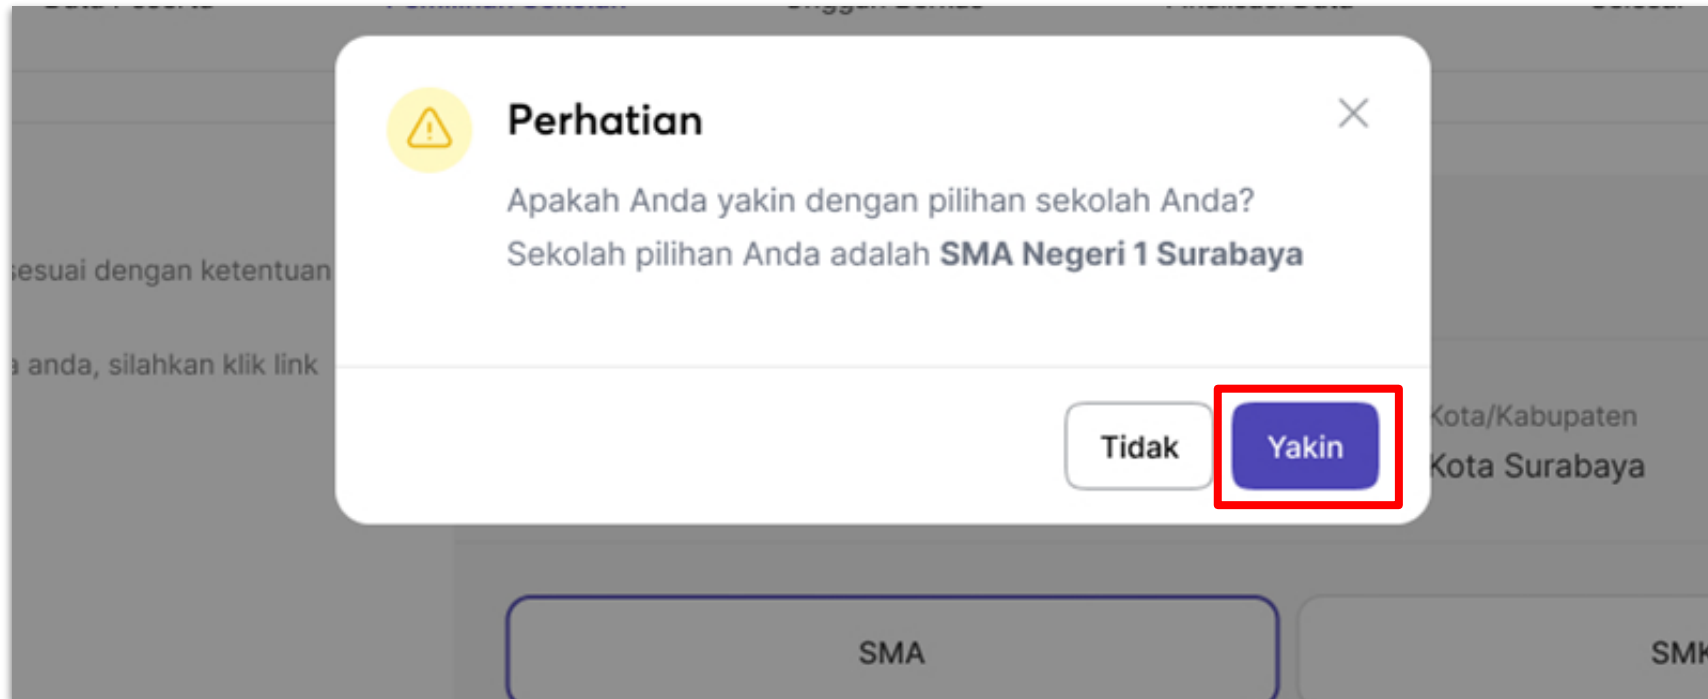 Perhatian
Apakah Anda yakin dengan pilihan sekolah Anda?
Sekolah pilihan Anda adalah SMA Negeri 1 Surabaya
sesuai dengan ketentuan
anda, silahkan klik link
Tidak
Yakin
Kota/Kabupaten
Kota Surabaya
SMA
SMK